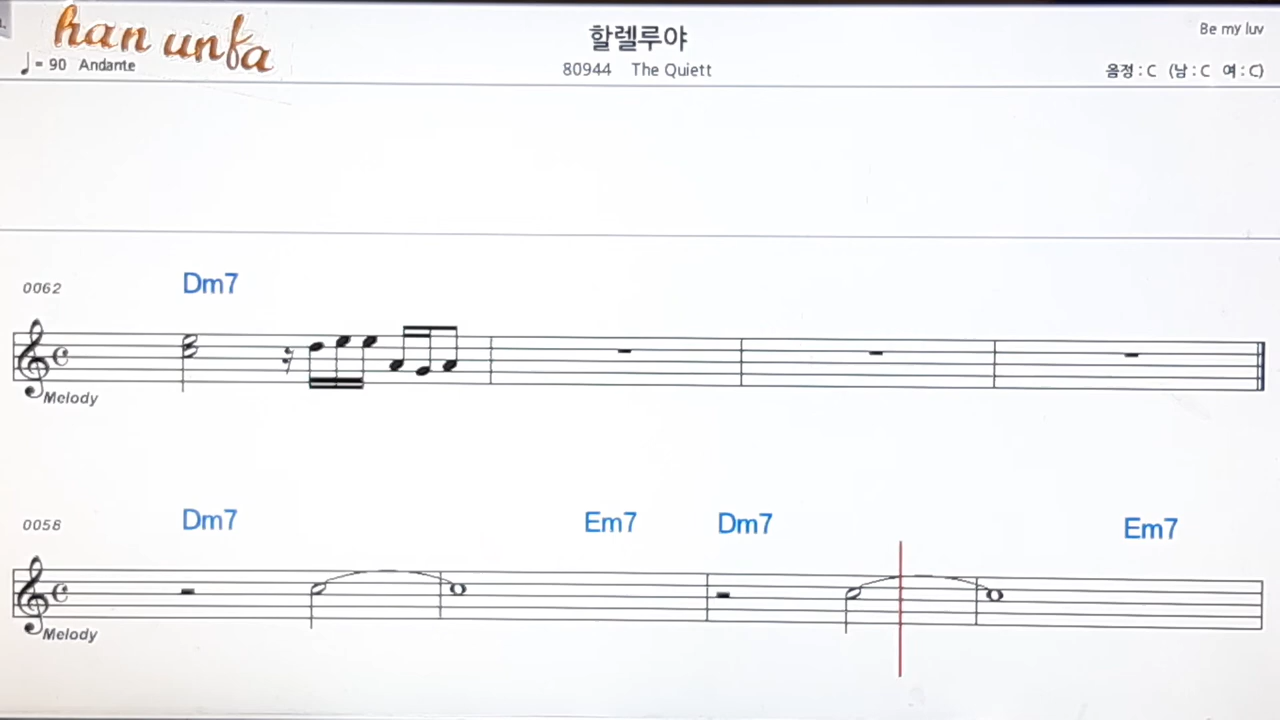 han unfa
♩= 90 Andante
할렐루야
80944 The Quiett
Be my luv
음정 : C (남 : C 여 : C)
0062
Dm7
Melody
0058
Dm7 Em7 Dm7 Em7
Melody